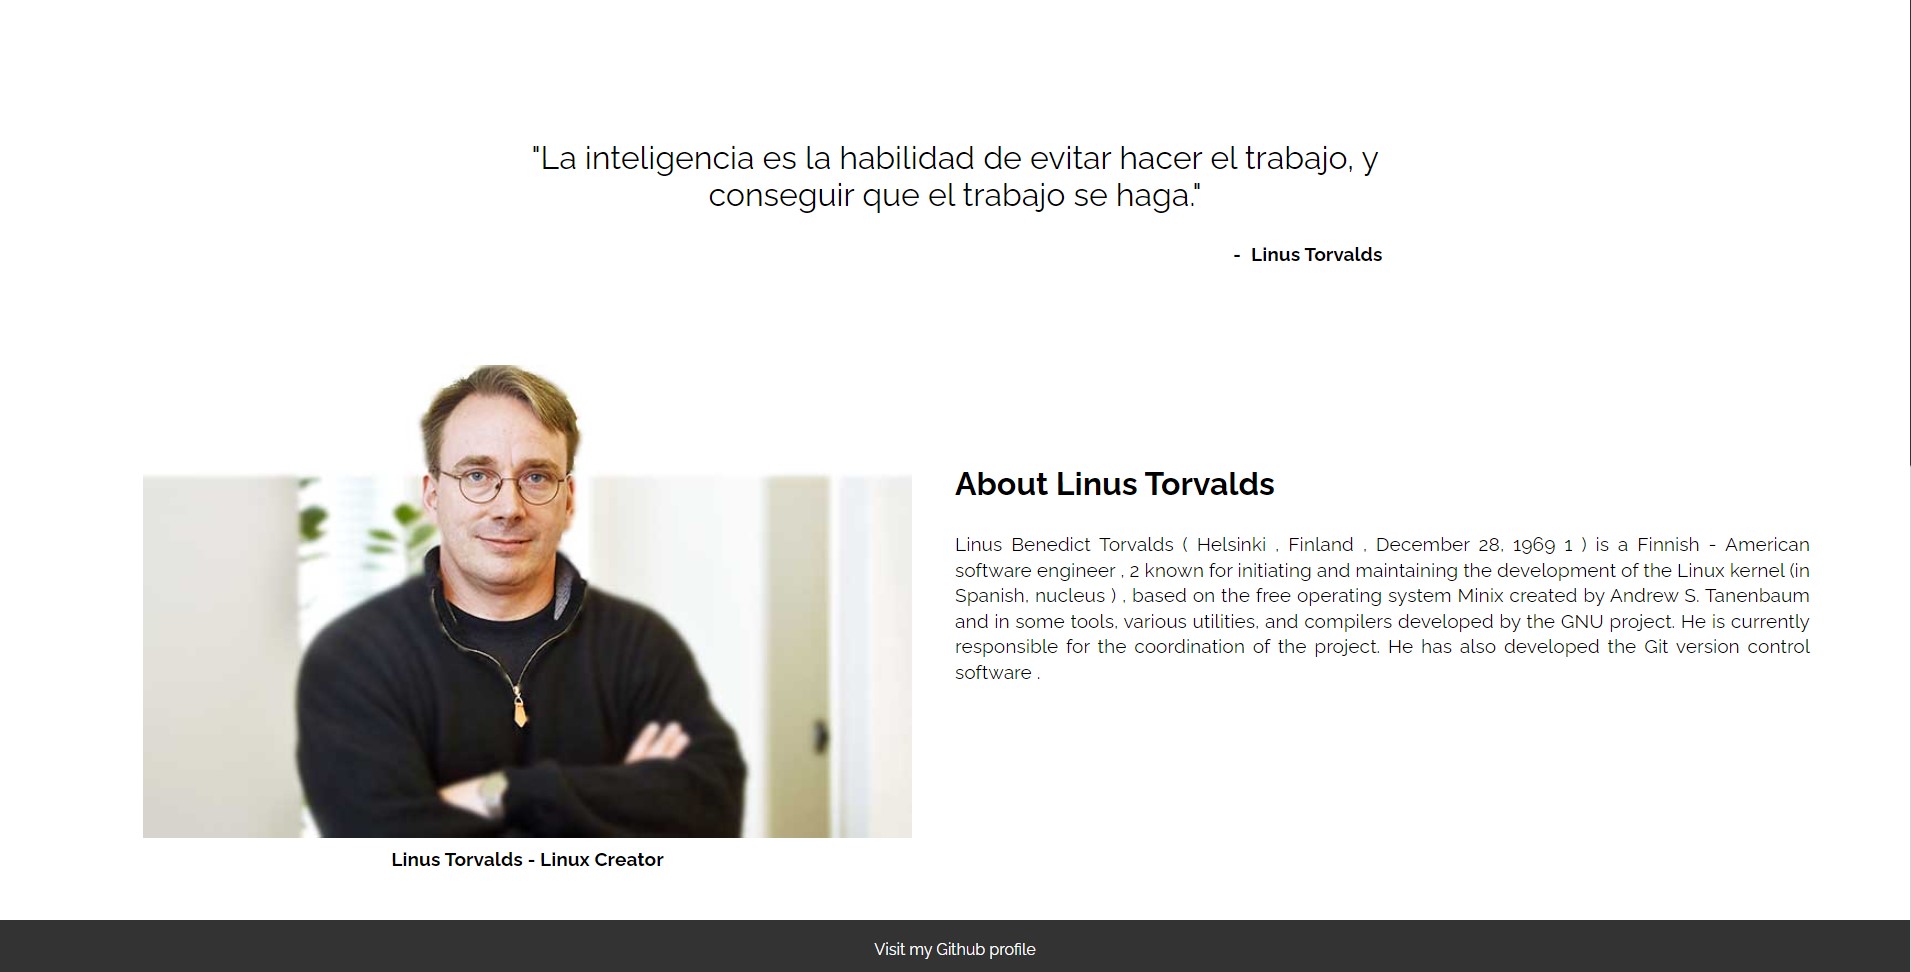 "La inteligencia es la habilidad de evitar hacer el trabajo, y
conseguir que el trabajo se haga."
- Linus Torvalds
About Linus Torvalds
Linus Benedict Torvalds ( Helsinki , Finland , December 28, 1969 1 ) is a Finnish - American
software engineer , 2 known for initiating and maintaining the development of the Linux kernel (in
Spanish, nucleus ) , based on the free operating system Minix created by Andrew S. Tanenbaum
and in some tools, various utilities, and compilers developed by the GNU project. He is currently
responsible for the coordination of the project. He has also developed the Git version control
software .
Linus Torvalds - Linux Creator
Visit my Github profile